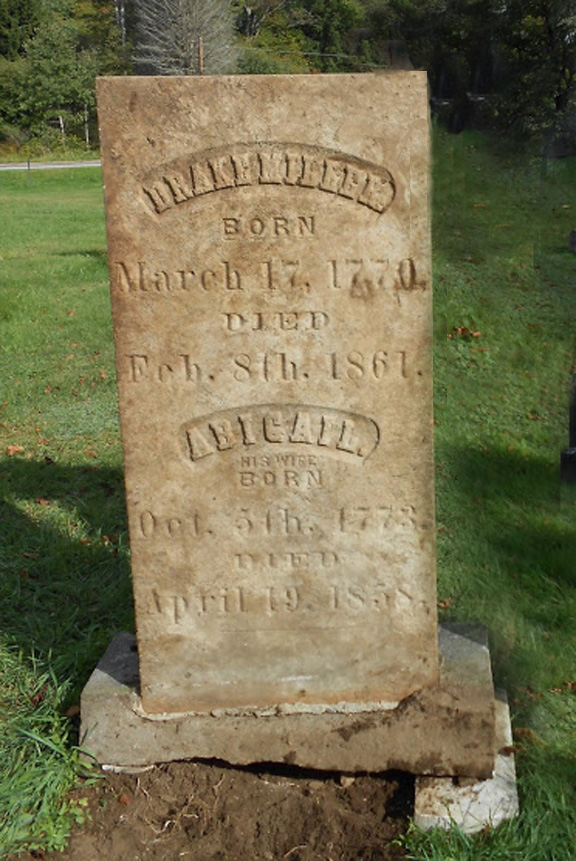 DRAKE
BORN
March 17, 1770.
DIED
Feb. 8th. 1861.
ABIGAIL.
HIS WIFE
BORN
Oct. 5th. 1773.
DIED
April 19. 1858.